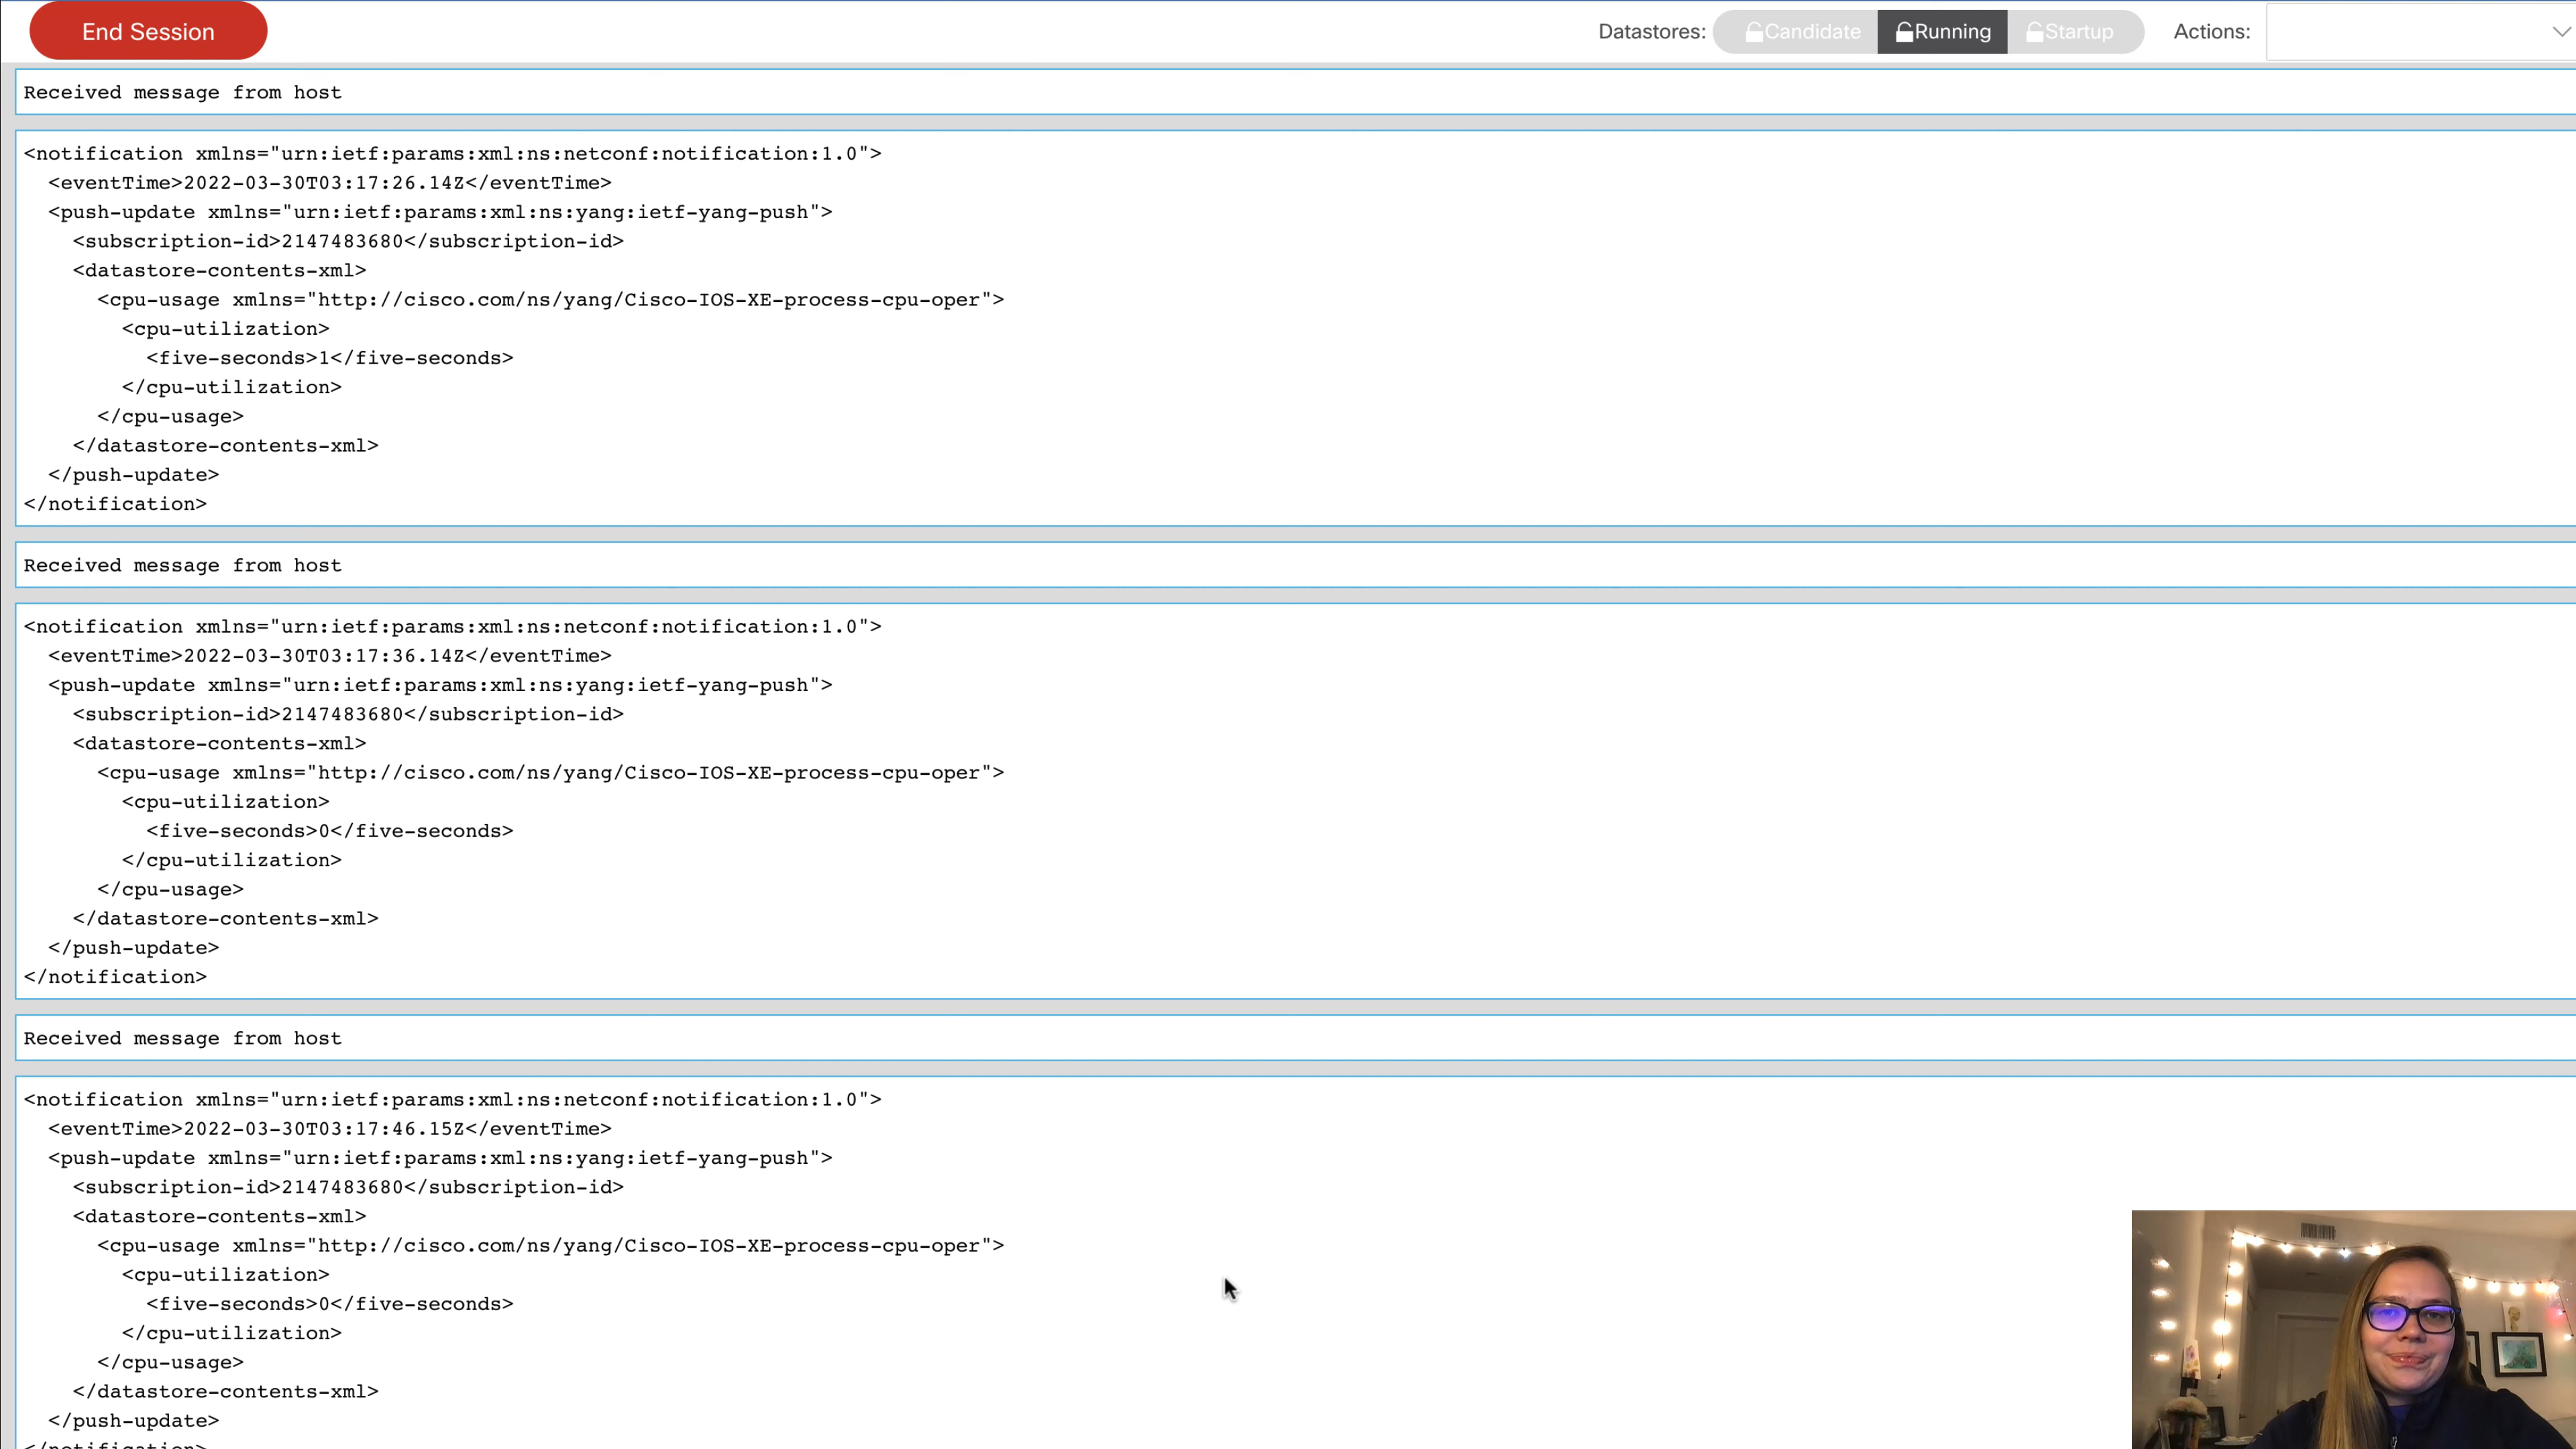 End Session
Datastores: Candidate Running Startup Actions:
Received message from host
<notification xmlns="urn:ietf:params:xml:ns:netconf:notification:1.0">
  <eventTime>2022-03-30T03:17:26.14Z</eventTime>
  <push-update xmlns="urn:ietf:params:xml:ns:yang:ietf-yang-push">
    <subscription-id>2147483680</subscription-id>
    <datastore-contents-xml>
      <cpu-usage xmlns="http://cisco.com/ns/yang/Cisco-IOS-XE-process-cpu-oper">
        <cpu-utilization>
          <five-seconds>1</five-seconds>
        </cpu-utilization>
      </cpu-usage>
    </datastore-contents-xml>
  </push-update>
</notification>
Received message from host
<notification xmlns="urn:ietf:params:xml:ns:netconf:notification:1.0">
  <eventTime>2022-03-30T03:17:36.14Z</eventTime>
  <push-update xmlns="urn:ietf:params:xml:ns:yang:ietf-yang-push">
    <subscription-id>2147483680</subscription-id>
    <datastore-contents-xml>
      <cpu-usage xmlns="http://cisco.com/ns/yang/Cisco-IOS-XE-process-cpu-oper">
        <cpu-utilization>
          <five-seconds>0</five-seconds>
        </cpu-utilization>
      </cpu-usage>
    </datastore-contents-xml>
  </push-update>
</notification>
Received message from host
<notification xmlns="urn:ietf:params:xml:ns:netconf:notification:1.0">
  <eventTime>2022-03-30T03:17:46.15Z</eventTime>
  <push-update xmlns="urn:ietf:params:xml:ns:yang:ietf-yang-push">
    <subscription-id>2147483680</subscription-id>
    <datastore-contents-xml>
      <cpu-usage xmlns="http://cisco.com/ns/yang/Cisco-IOS-XE-process-cpu-oper">
        <cpu-utilization>
          <five-seconds>0</five-seconds>
        </cpu-utilization>
      </cpu-usage>
    </datastore-contents-xml>
  </push-update>
</notification>